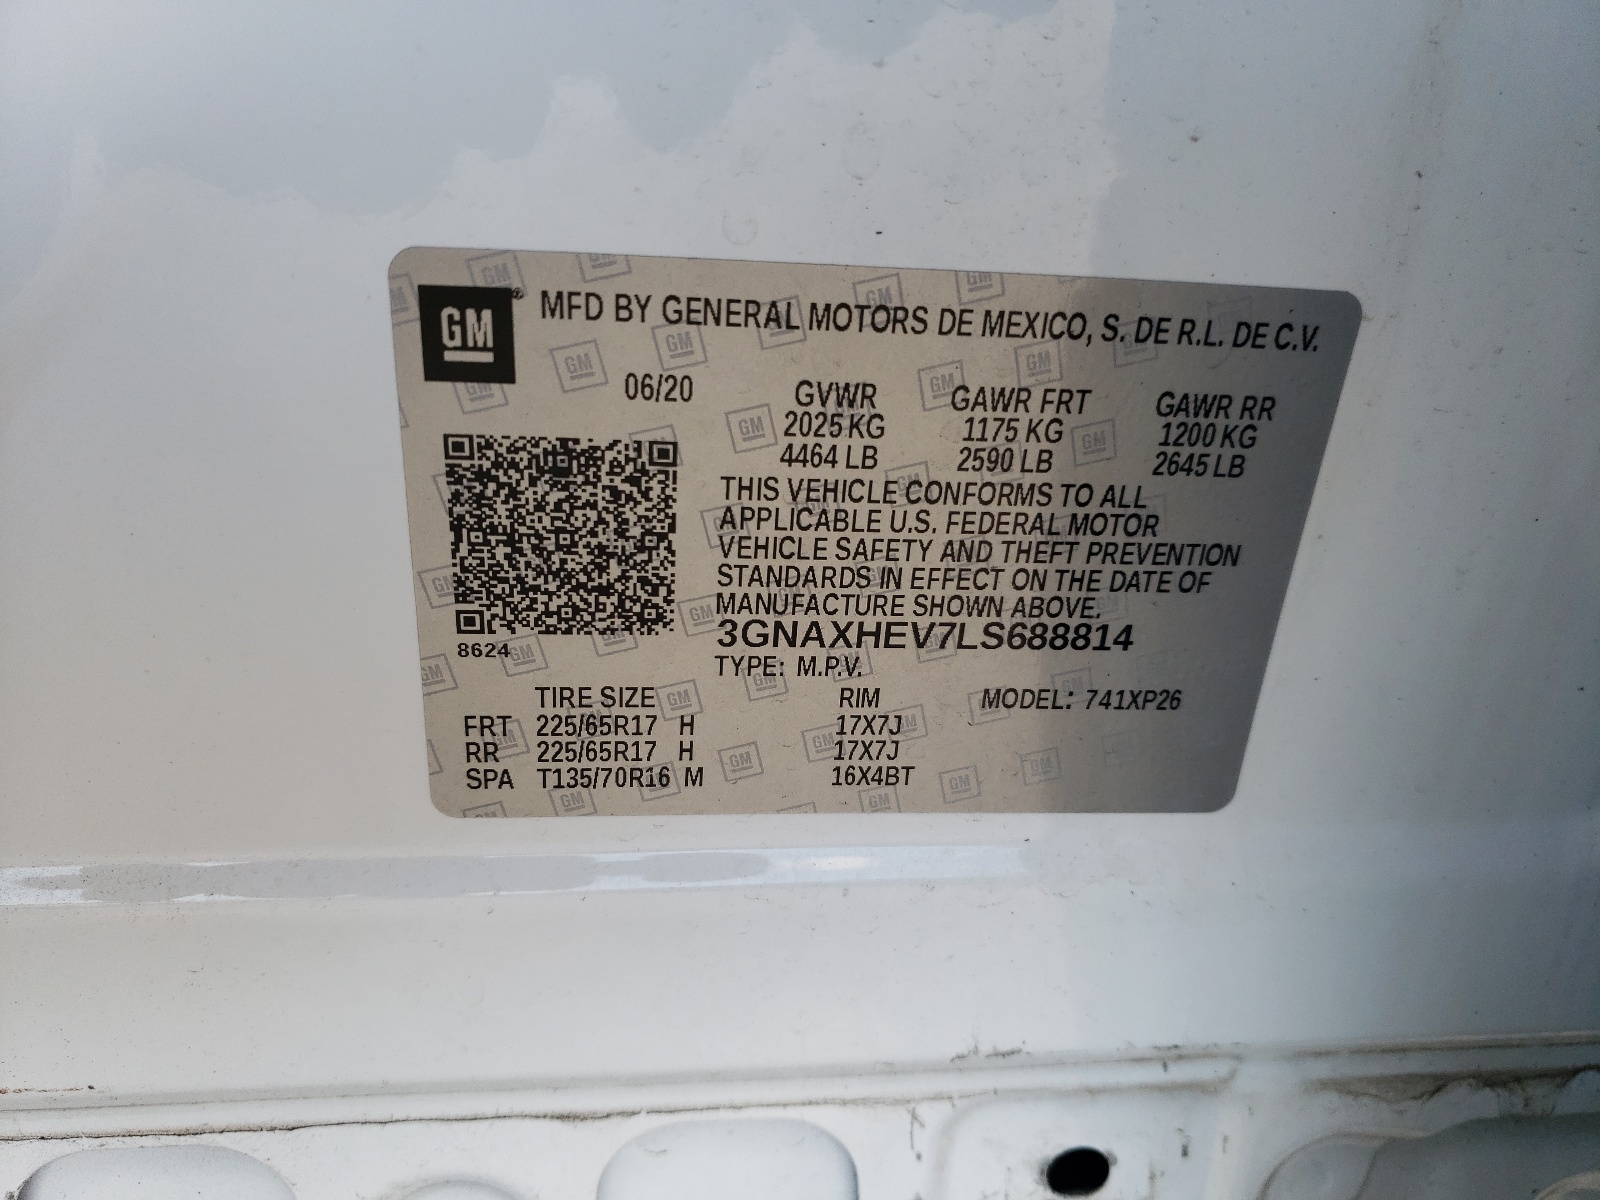 GM® MFD BY GENERAL MOTORS DE MEXICO, S. DE R.L. DE C.V.
06/20 GVWR GAWR FRT GAWR RR
2025 KG 1175 KG 1200 KG
4464 LB 2590 LB 2645 LB
THIS VEHICLE CONFORMS TO ALL
APPLICABLE U.S. FEDERAL MOTOR
VEHICLE SAFETY AND THEFT PREVENTION
STANDARDS IN EFFECT ON THE DATE OF
MANUFACTURE SHOWN ABOVE.
3GNAXHEV7LS688814
8624
TYPE: M.P.V.
TIRE SIZE RIM MODEL: 741XP26
FRT 225/65R17 H 17X7J
RR 225/65R17 H 17X7J
SPA T135/70R16 M 16X4BT